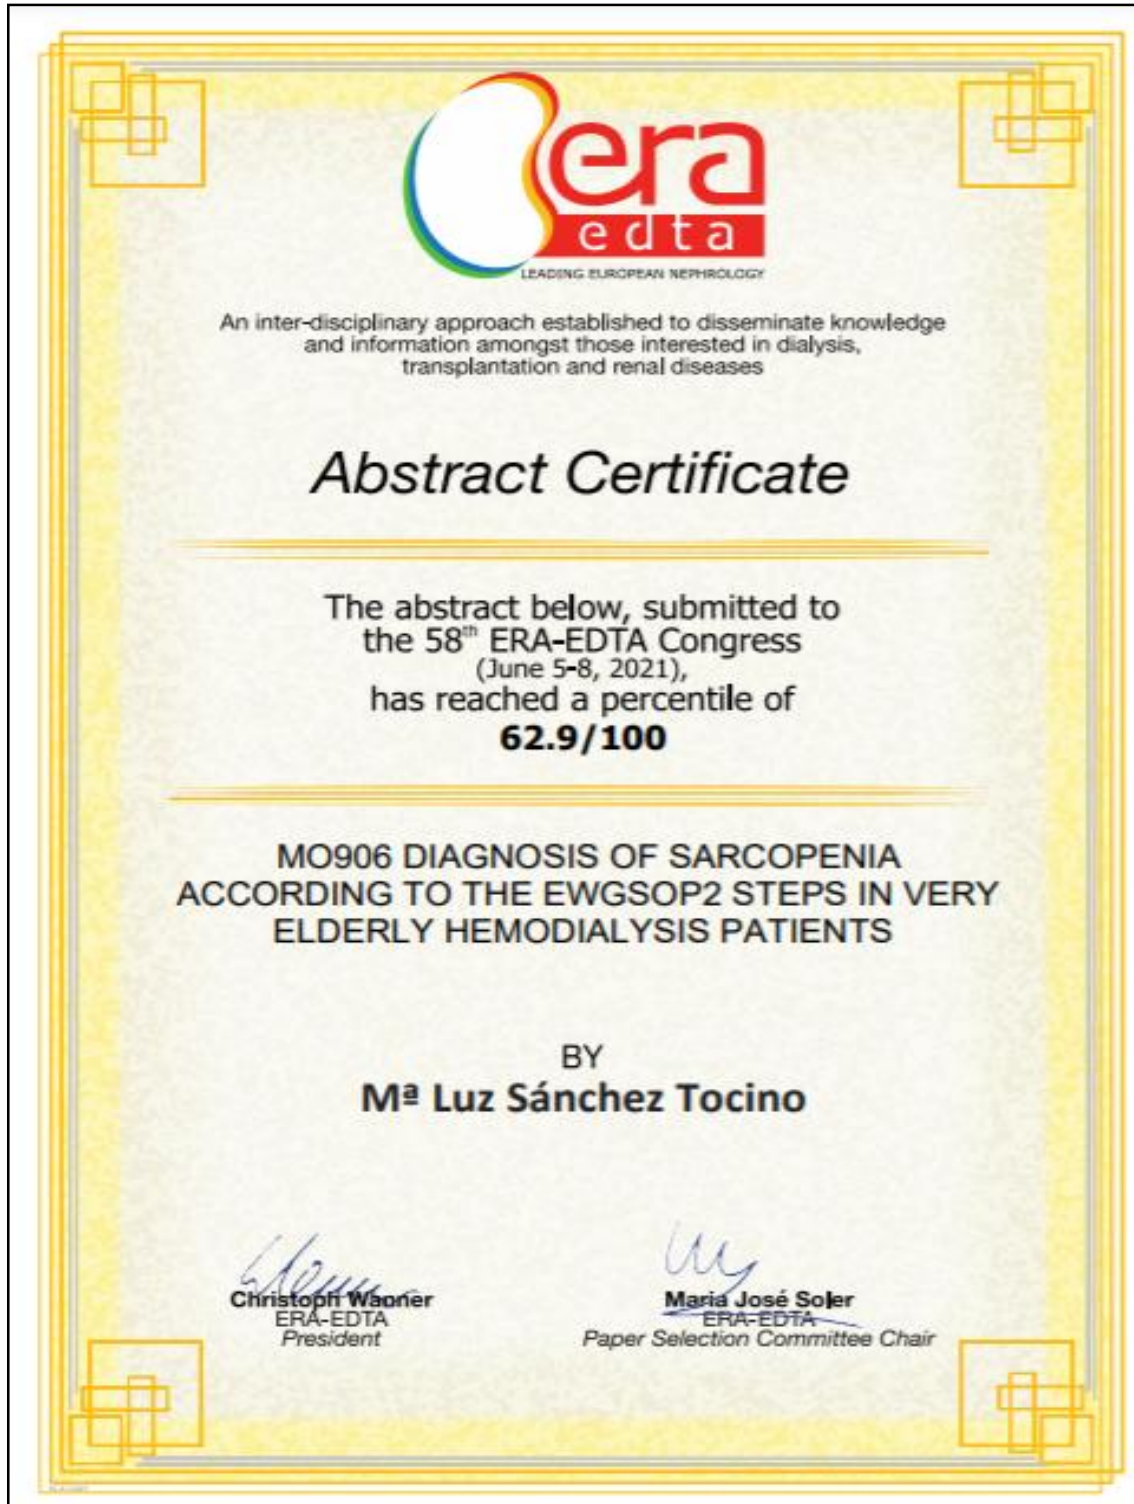 era
edta
LEADING EUROPEAN NEPHROLOGY
An inter-disciplinary approach established to disseminate knowledge
and information amongst those interested in dialysis,
transplantation and renal diseases
Abstract Certificate
The abstract below, submitted to
the 58th ERA-EDTA Congress
(June 5-8, 2021),
has reached a percentile of
62.9/100
MO906 DIAGNOSIS OF SARCOPENIA
ACCORDING TO THE EWGSOP2 STEPS IN VERY
ELDERLY HEMODIALYSIS PATIENTS
BY
Mª Luz Sánchez Tocino
Christoph Wanner
ERA-EDTA
President
Maria José Soler
ERA-EDTA
Paper Selection Committee Chair